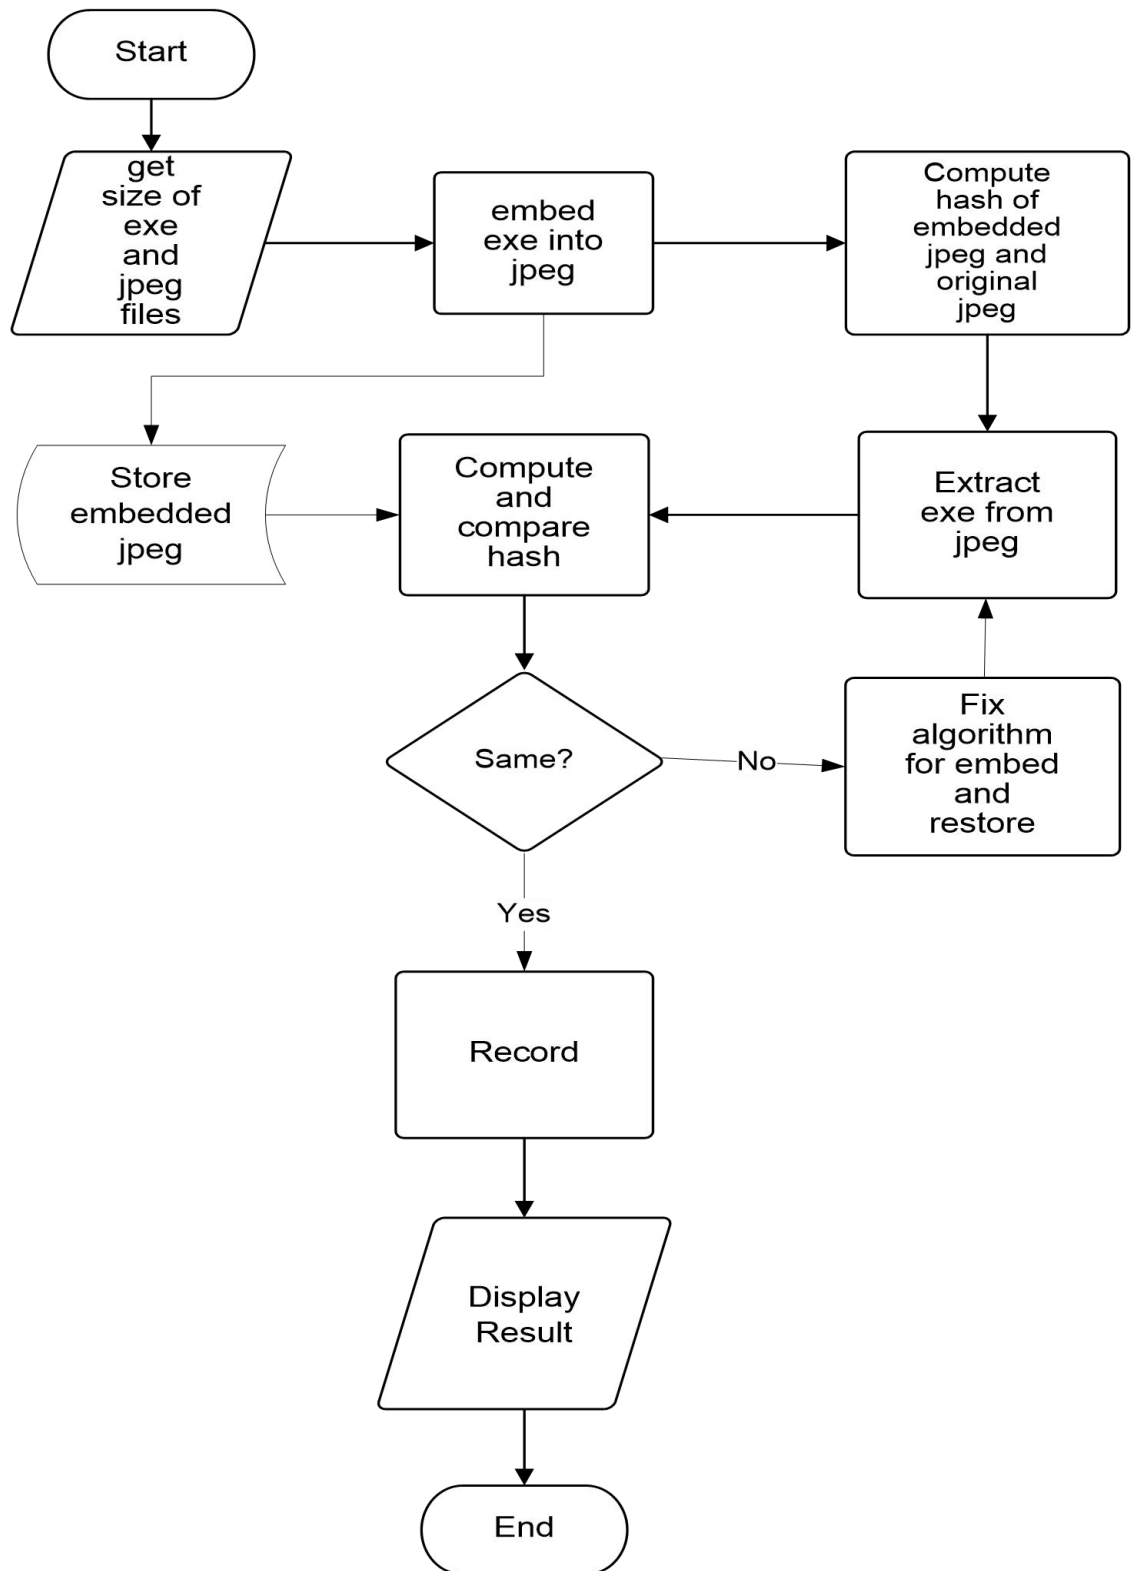 Start
get
size of
exe
and
jpeg
files
embed
exe into
jpeg
Compute
hash of
embedded
jpeg and
original
jpeg
Store
embedded
jpeg
Compute
and
compare
hash
Extract
exe from
jpeg
Same?
No
Fix
algorithm
for embed
and
restore
Yes
Record
Display
Result
End